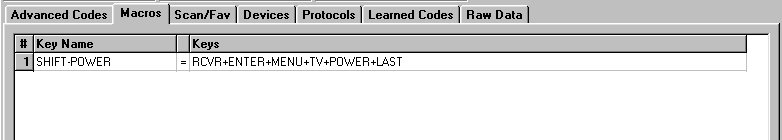 Advanced Codes Macros Scan/Fav Devices Protocols Learned Codes Raw Data
# Key Name Keys
1 SHIFT-POWER = RCVR+ENTER+MENU+TV+POWER+LAST